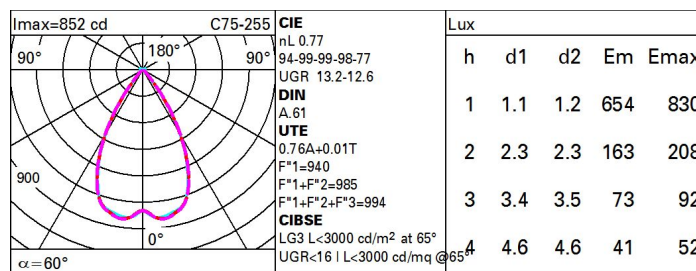 Imax=852 cd C75-255
90° 180° 90°
900
0°
α=60°
CIE
nL 0.77
94-99-99-98-77
UGR 13.2-12.6
DIN
A.61
UTE
0.76A+0.01T
F"1=940
F"1+F"2=985
F"1+F"2+F"3=994
CIBSE
LG3 L<3000 cd/m² at 65°
UGR<16 | L<3000 cd/mq @65°
Lux
h d1 d2 Em Emax
1 1.1 1.2 654 830
2 2.3 2.3 163 208
3 3.4 3.5 73 92
4 4.6 4.6 41 52